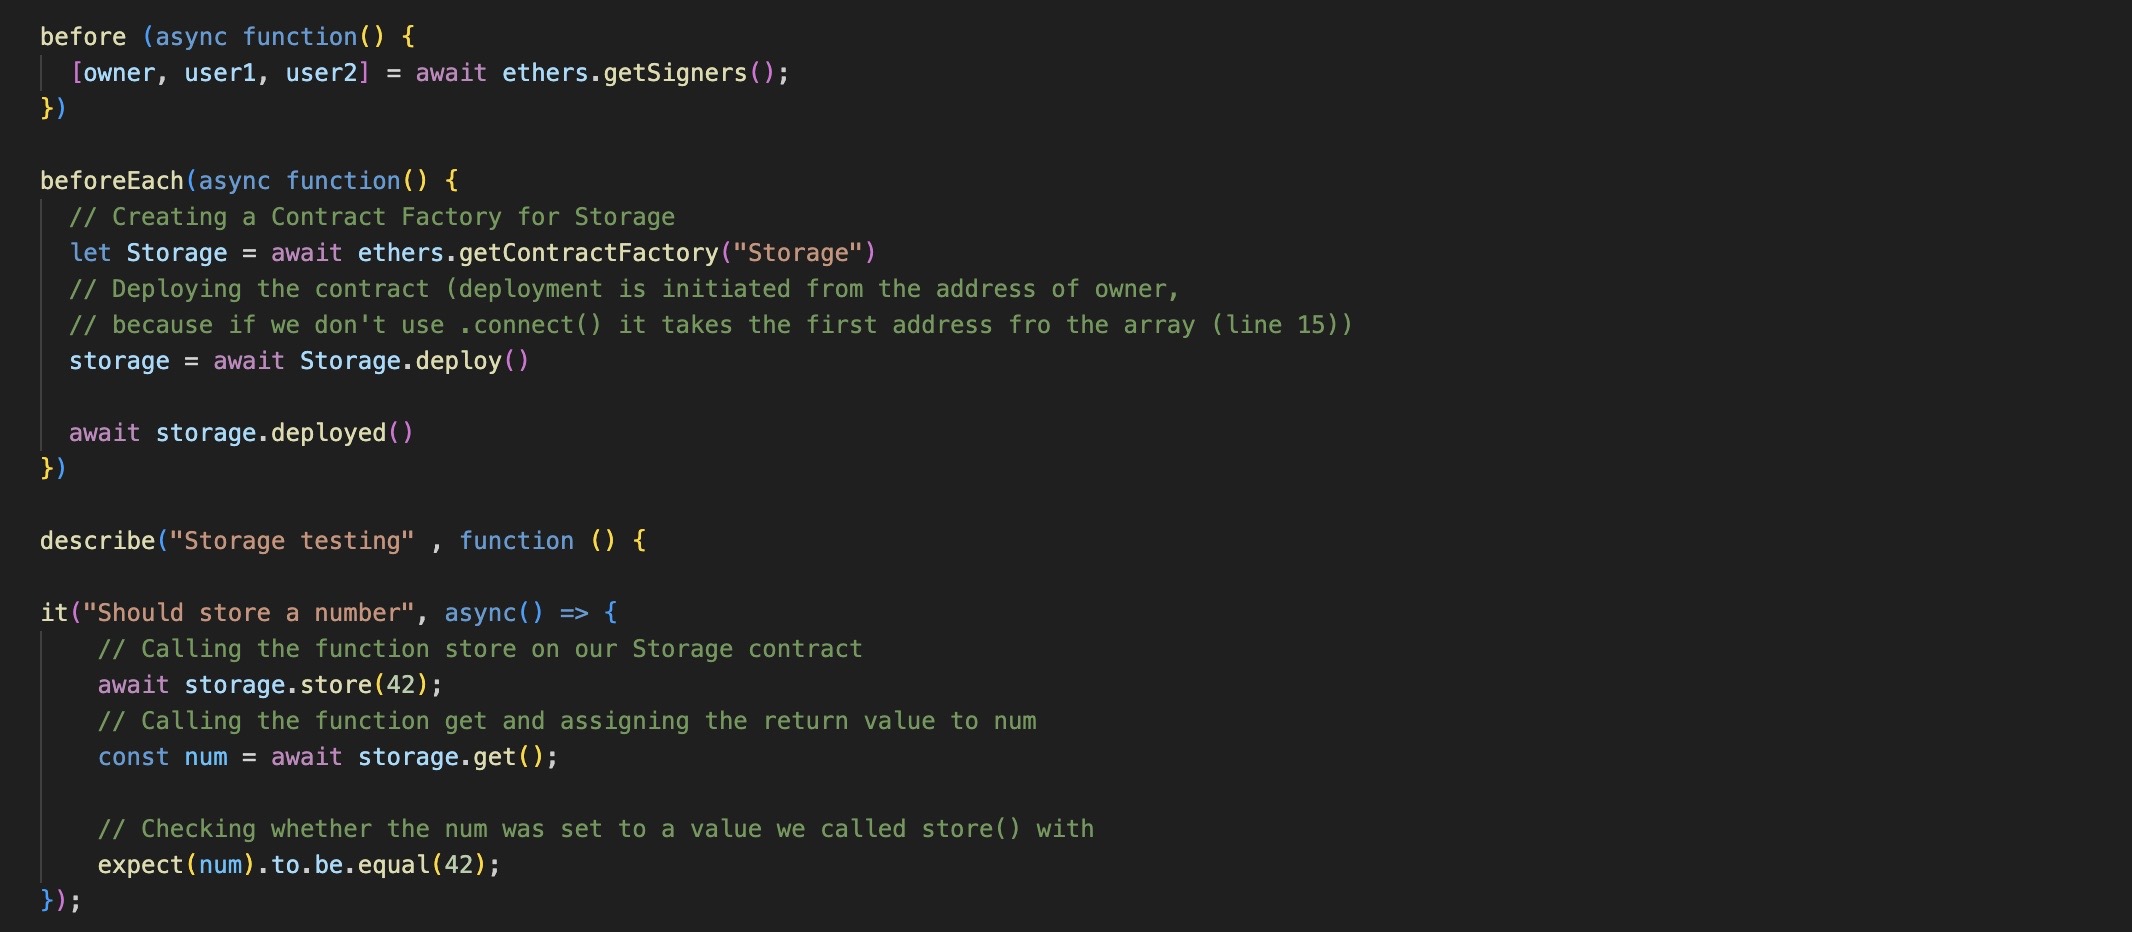 before (async function() {
[owner, user1, user2] = await ethers.getSigners();
})
beforeEach(async function() {
// Creating a Contract Factory for Storage
let Storage = await ethers.getContractFactory("Storage")
// Deploying the contract (deployment is initiated from the address of owner,
// because if we don't use .connect() it takes the first address fro the array (line 15))
storage = await Storage.deploy()
await storage.deployed()
})
describe("Storage testing" , function () {
it("Should store a number", async() => {
// Calling the function store on our Storage contract
await storage.store(42);
// Calling the function get and assigning the return value to num
const num = await storage.get();
// Checking whether the num was set to a value we called store() with
expect(num).to.be.equal(42);
});